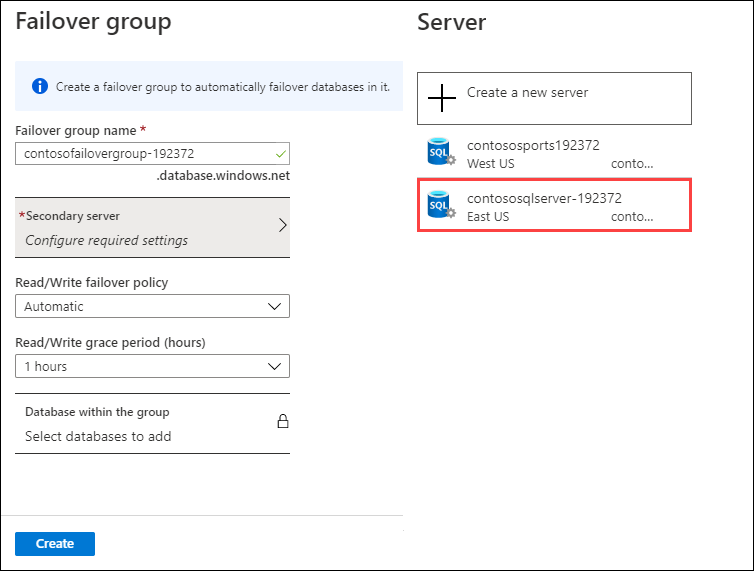 Failover group
Create a failover group to automatically failover databases in it.
Failover group name *
contosofailovergroup-192372
.database.windows.net
*Secondary server
Configure required settings
Read/Write failover policy
Automatic
Read/Write grace period (hours)
1 hours
Database within the group
Select databases to add
Create
Server
Create a new server
SQL
contososports192372
West US conto...
SQL
contososqlserver-192372
East US conto...